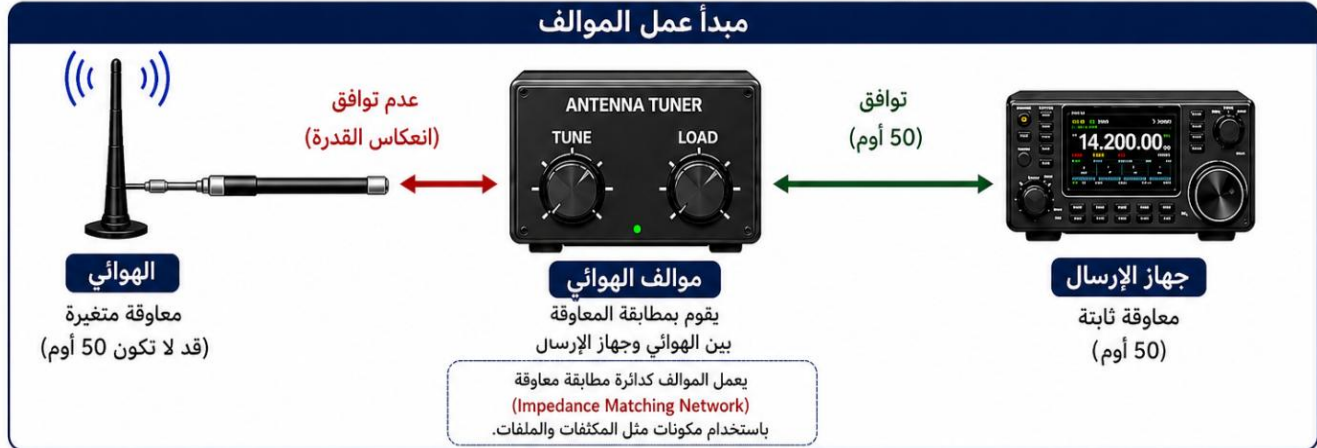 مبدأ عمل الموالف
جهاز الإرسال
معاوقة ثابتة
(50 أوم)
14.200.00
توافق
(50 أوم)
ANTENNA TUNER
TUNE
LOAD
موالف الهوائي
يقوم بمطابقة المعاوقة
بين الهوائي وجهاز الإرسال
يعمل الموالف كدائرة مطابقة معاوقة
(Impedance Matching Network)
باستخدام مكونات مثل المكثفات والملفات.
عدم توافق
(انعكاس القدرة)
الهوائي
معاوقة متغيرة
(قد لا تكون 50 أوم)